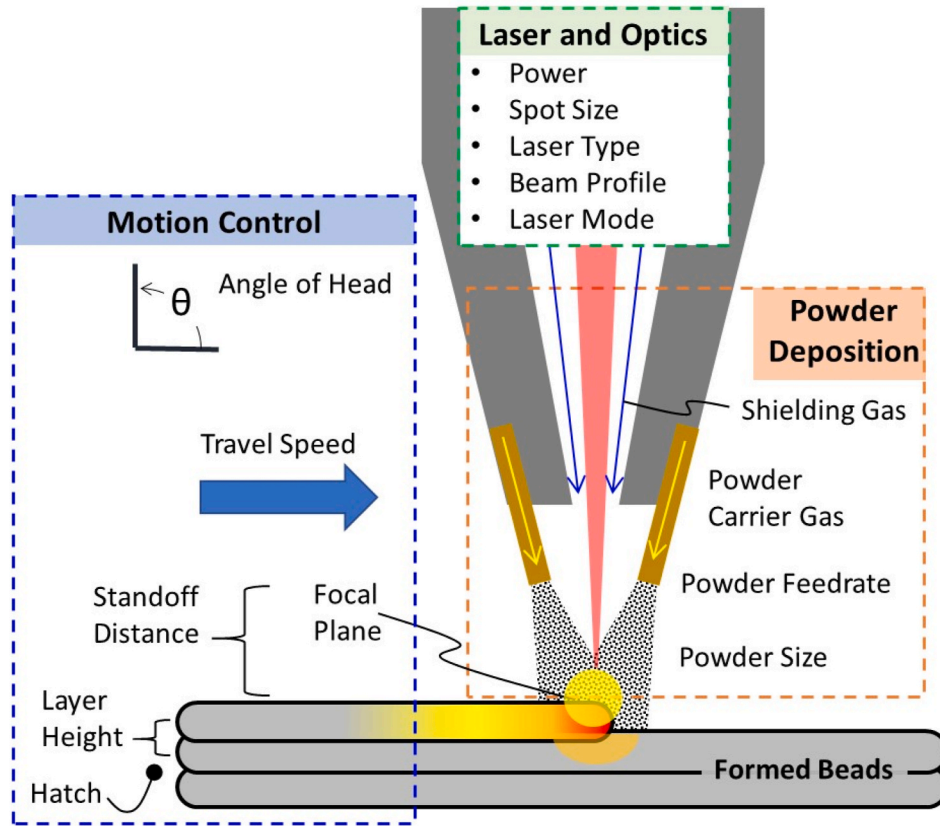 Laser and Optics
• Power
• Spot Size
• Laser Type
• Beam Profile
• Laser Mode
Motion Control
Angle of Head
θ
Travel Speed
Standoff
Distance
Focal
Plane
Layer
Height
Hatch
Powder
Deposition
Shielding Gas
Powder
Carrier Gas
Powder Feedrate
Powder Size
Formed Beads